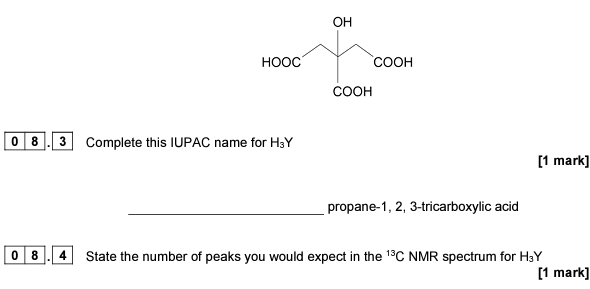 OH
HOOC
COOH
COOH
0 8 . 3 Complete this IUPAC name for H₃Y
[1 mark]
propane-1, 2, 3-tricarboxylic acid
0 8 . 4 State the number of peaks you would expect in the ¹³C NMR spectrum for H₃Y
[1 mark]